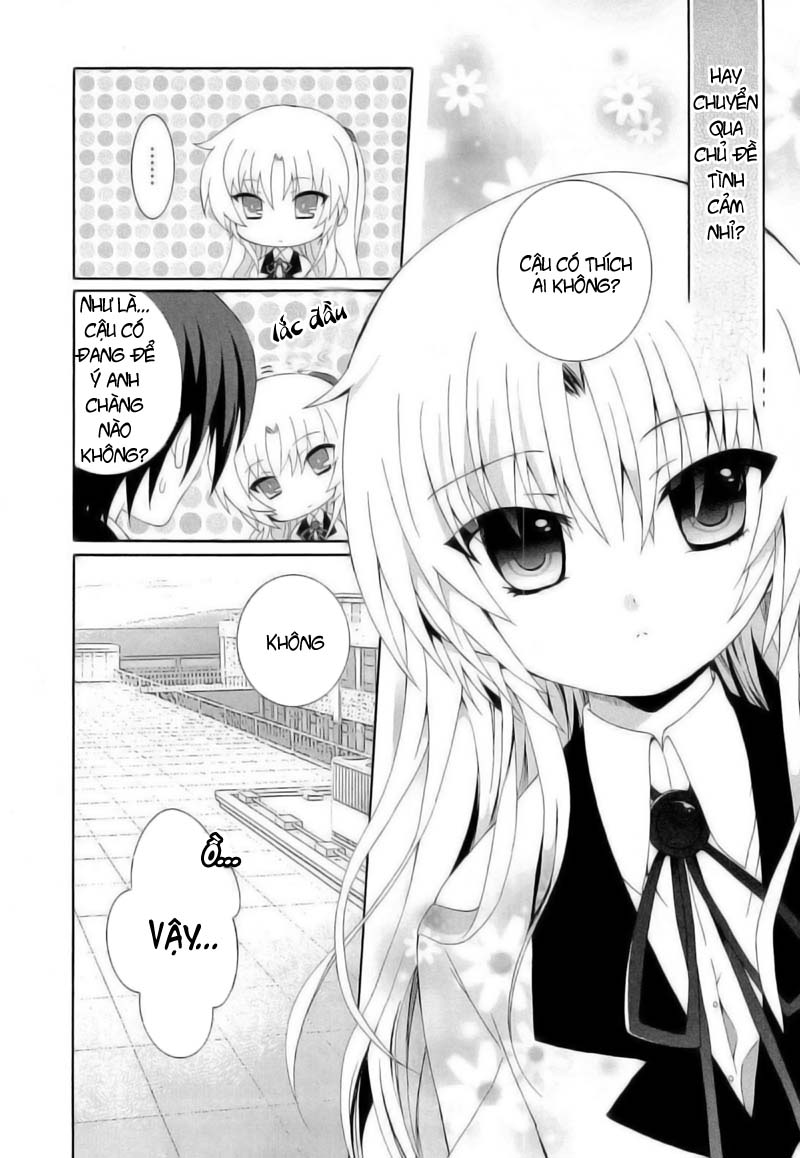 HAY
CHUYỂN
QUA
CHỦ ĐỀ
TÌNH
CẢM
NHỈ?
CẬU CÓ THÍCH
AI KHÔNG?
........
lắc đầu
NHƯ LÀ...
CẬU CÓ
ĐANG ĐỂ
Ý ANH
CHÀNG
NÀO
KHÔNG?
KHÔNG
Ồ...
VẬY...